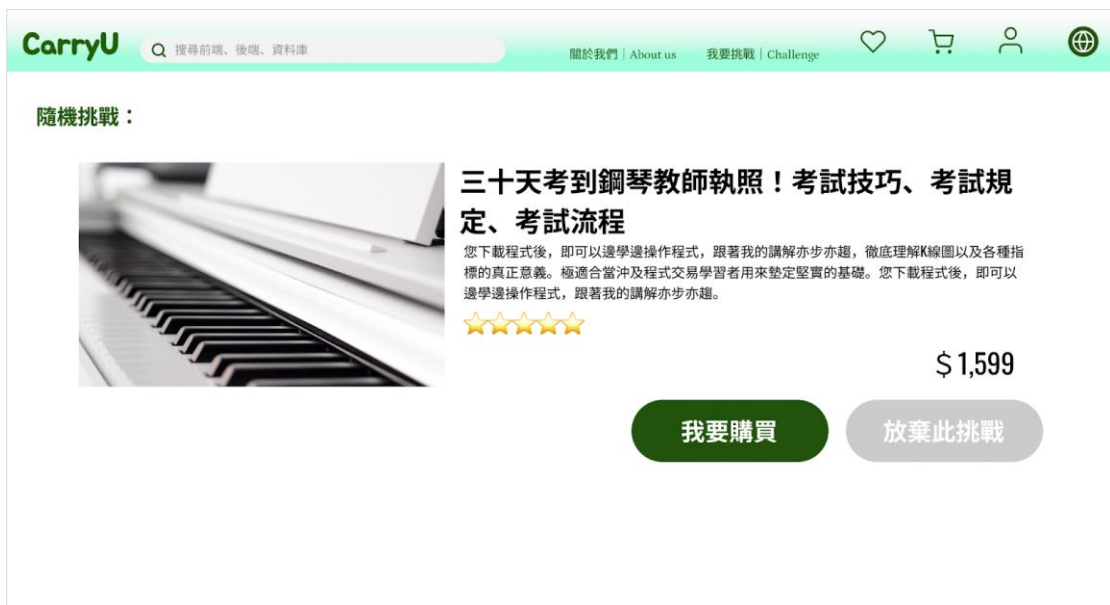 CarryU
搜尋前端、後端、資料庫
關於我們｜About us
我要挑戰｜Challenge
隨機挑戰：
三十天考到鋼琴教師執照！考試技巧、考試規
定、考試流程
您下載程式後，即可以邊學邊操作程式，跟著我的講解亦步亦趨，徹底理解K線圖以及各種指
標的真正意義。極適合當沖及程式交易學習者用來墊定堅實的基礎。您下載程式後，即可以
邊學邊操作程式，跟著我的講解亦步亦趨。
$1,599
我要購買
放棄此挑戰